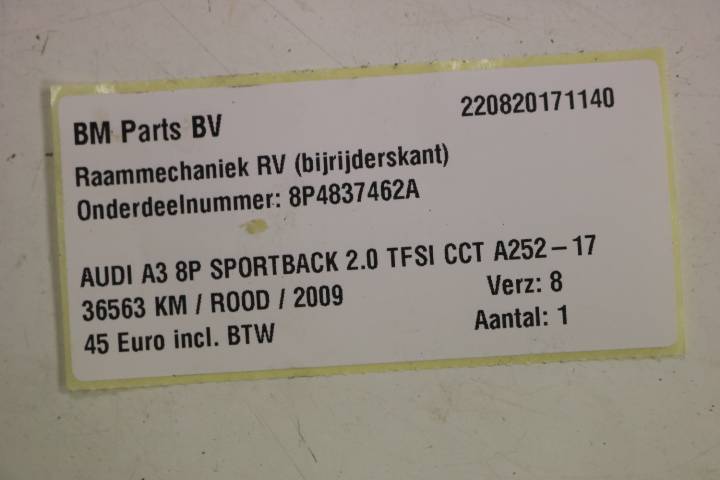 BM Parts BV 220820171140
Raammechaniek RV (bijrijderskant)
Onderdeelnummer: 8P4837462A
AUDI A3 8P SPORTBACK 2.0 TFSI CCT A252-17
36563 KM / ROOD / 2009 Verz: 8
45 Euro incl. BTW Aantal: 1